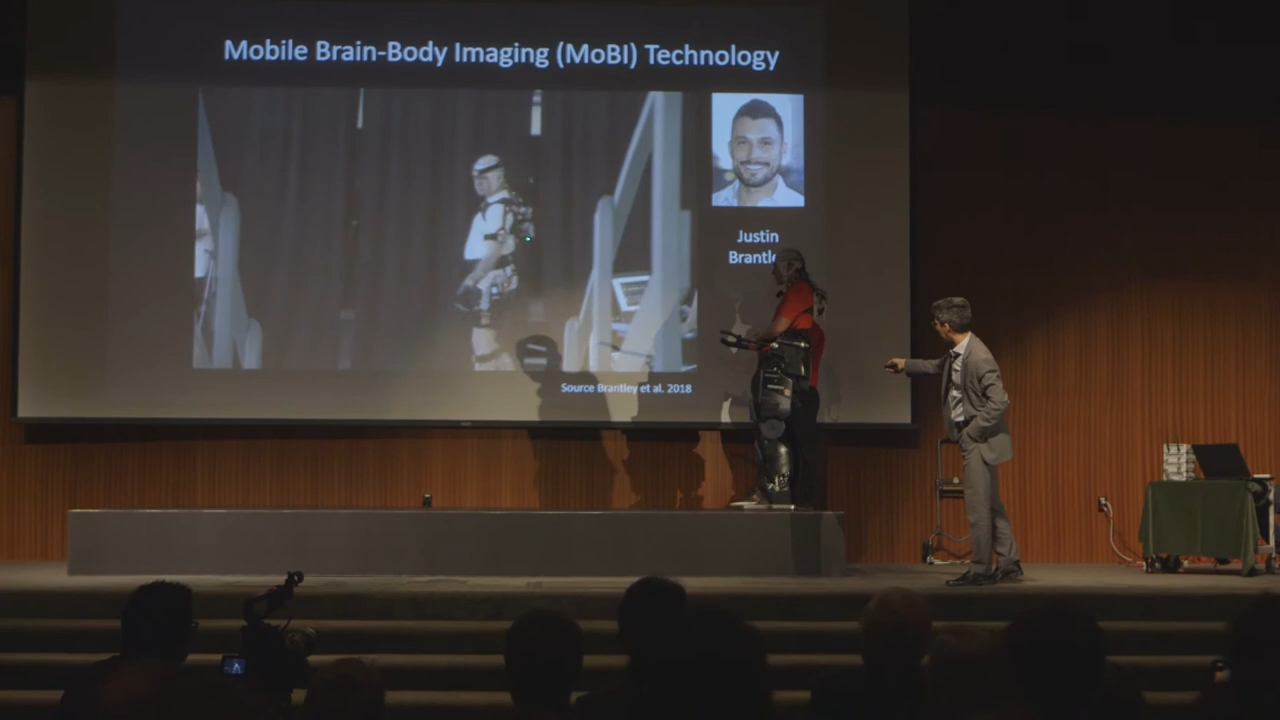 Mobile Brain-Body Imaging (MoBI) Technology
Justin
Source Brantley et al. 2018